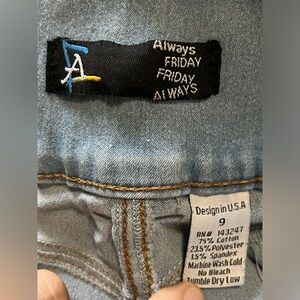 A
Always
FRIDAY
FRIDAY
AlWAYS
Design in U.S.A
9
RN# 143247
75% Cotton
23.5% Polyester
1.5% Spandex
Machine Wash Cold
No Bleach
Tumble Dry Low